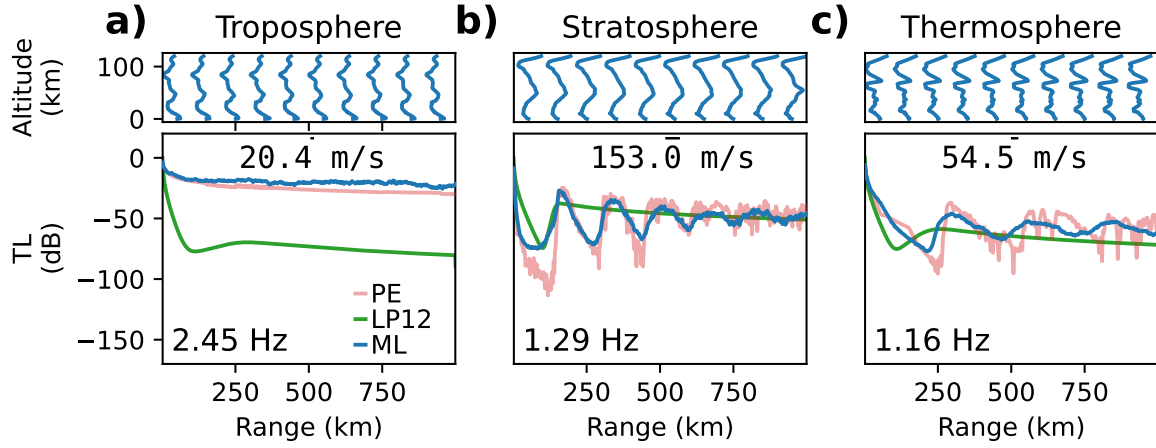 a) Troposphere
b) Stratosphere
c) Thermosphere
Altitude
(km)
100
0
20.4 m/s
153.0 m/s
54.5 m/s
TL
(dB)
0
−50
−100
−150
PE
LP12
ML
2.45 Hz
1.29 Hz
1.16 Hz
250 500 750
250 500 750
250 500 750
Range (km)
Range (km)
Range (km)